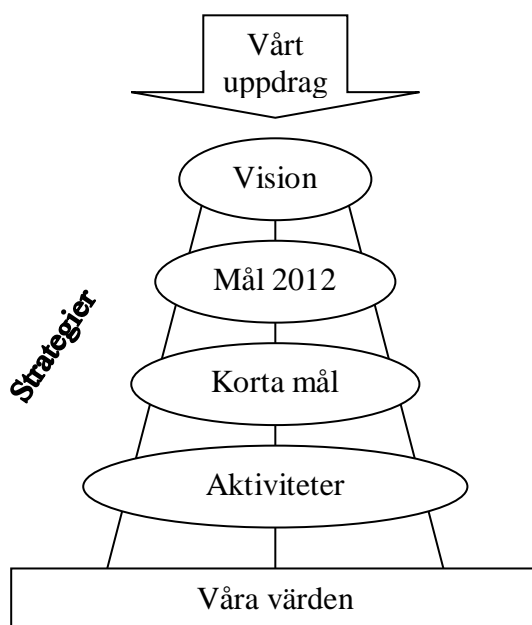 Vårt
uppdrag
Vision
Mål 2012
Strategier
Korta mål
Aktiviteter
Våra värden